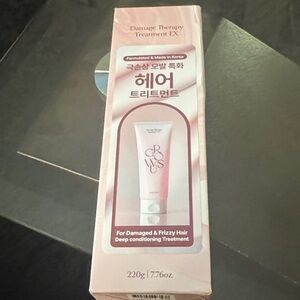 Damage Therapy
Treatment EX
Formulated & Made in Korea
극손상 모발 특화
헤어
트리트먼트
GROWUS
For Damaged & Frizzy Hair
Deep conditioning Treatment
220g | 7.76oz.